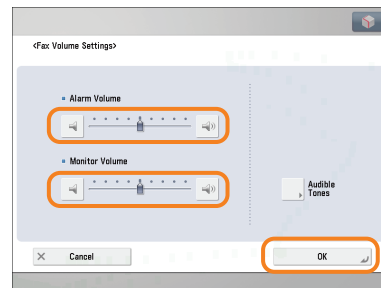 <Fax Volume Settings>
Alarm Volume
Monitor Volume
Audible
Tones
Cancel
OK